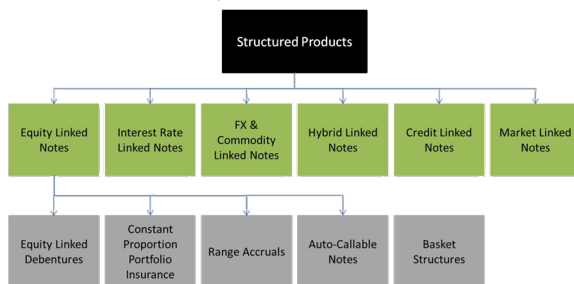 Structured Products
Equity Linked
Notes
Interest Rate
Linked Notes
FX &
Commodity
Linked Notes
Hybrid Linked
Notes
Credit Linked
Notes
Market Linked
Notes
Equity Linked
Debentures
Constant
Proportion
Portfolio
Insurance
Range Accruals
Auto-Callable
Notes
Basket
Structures